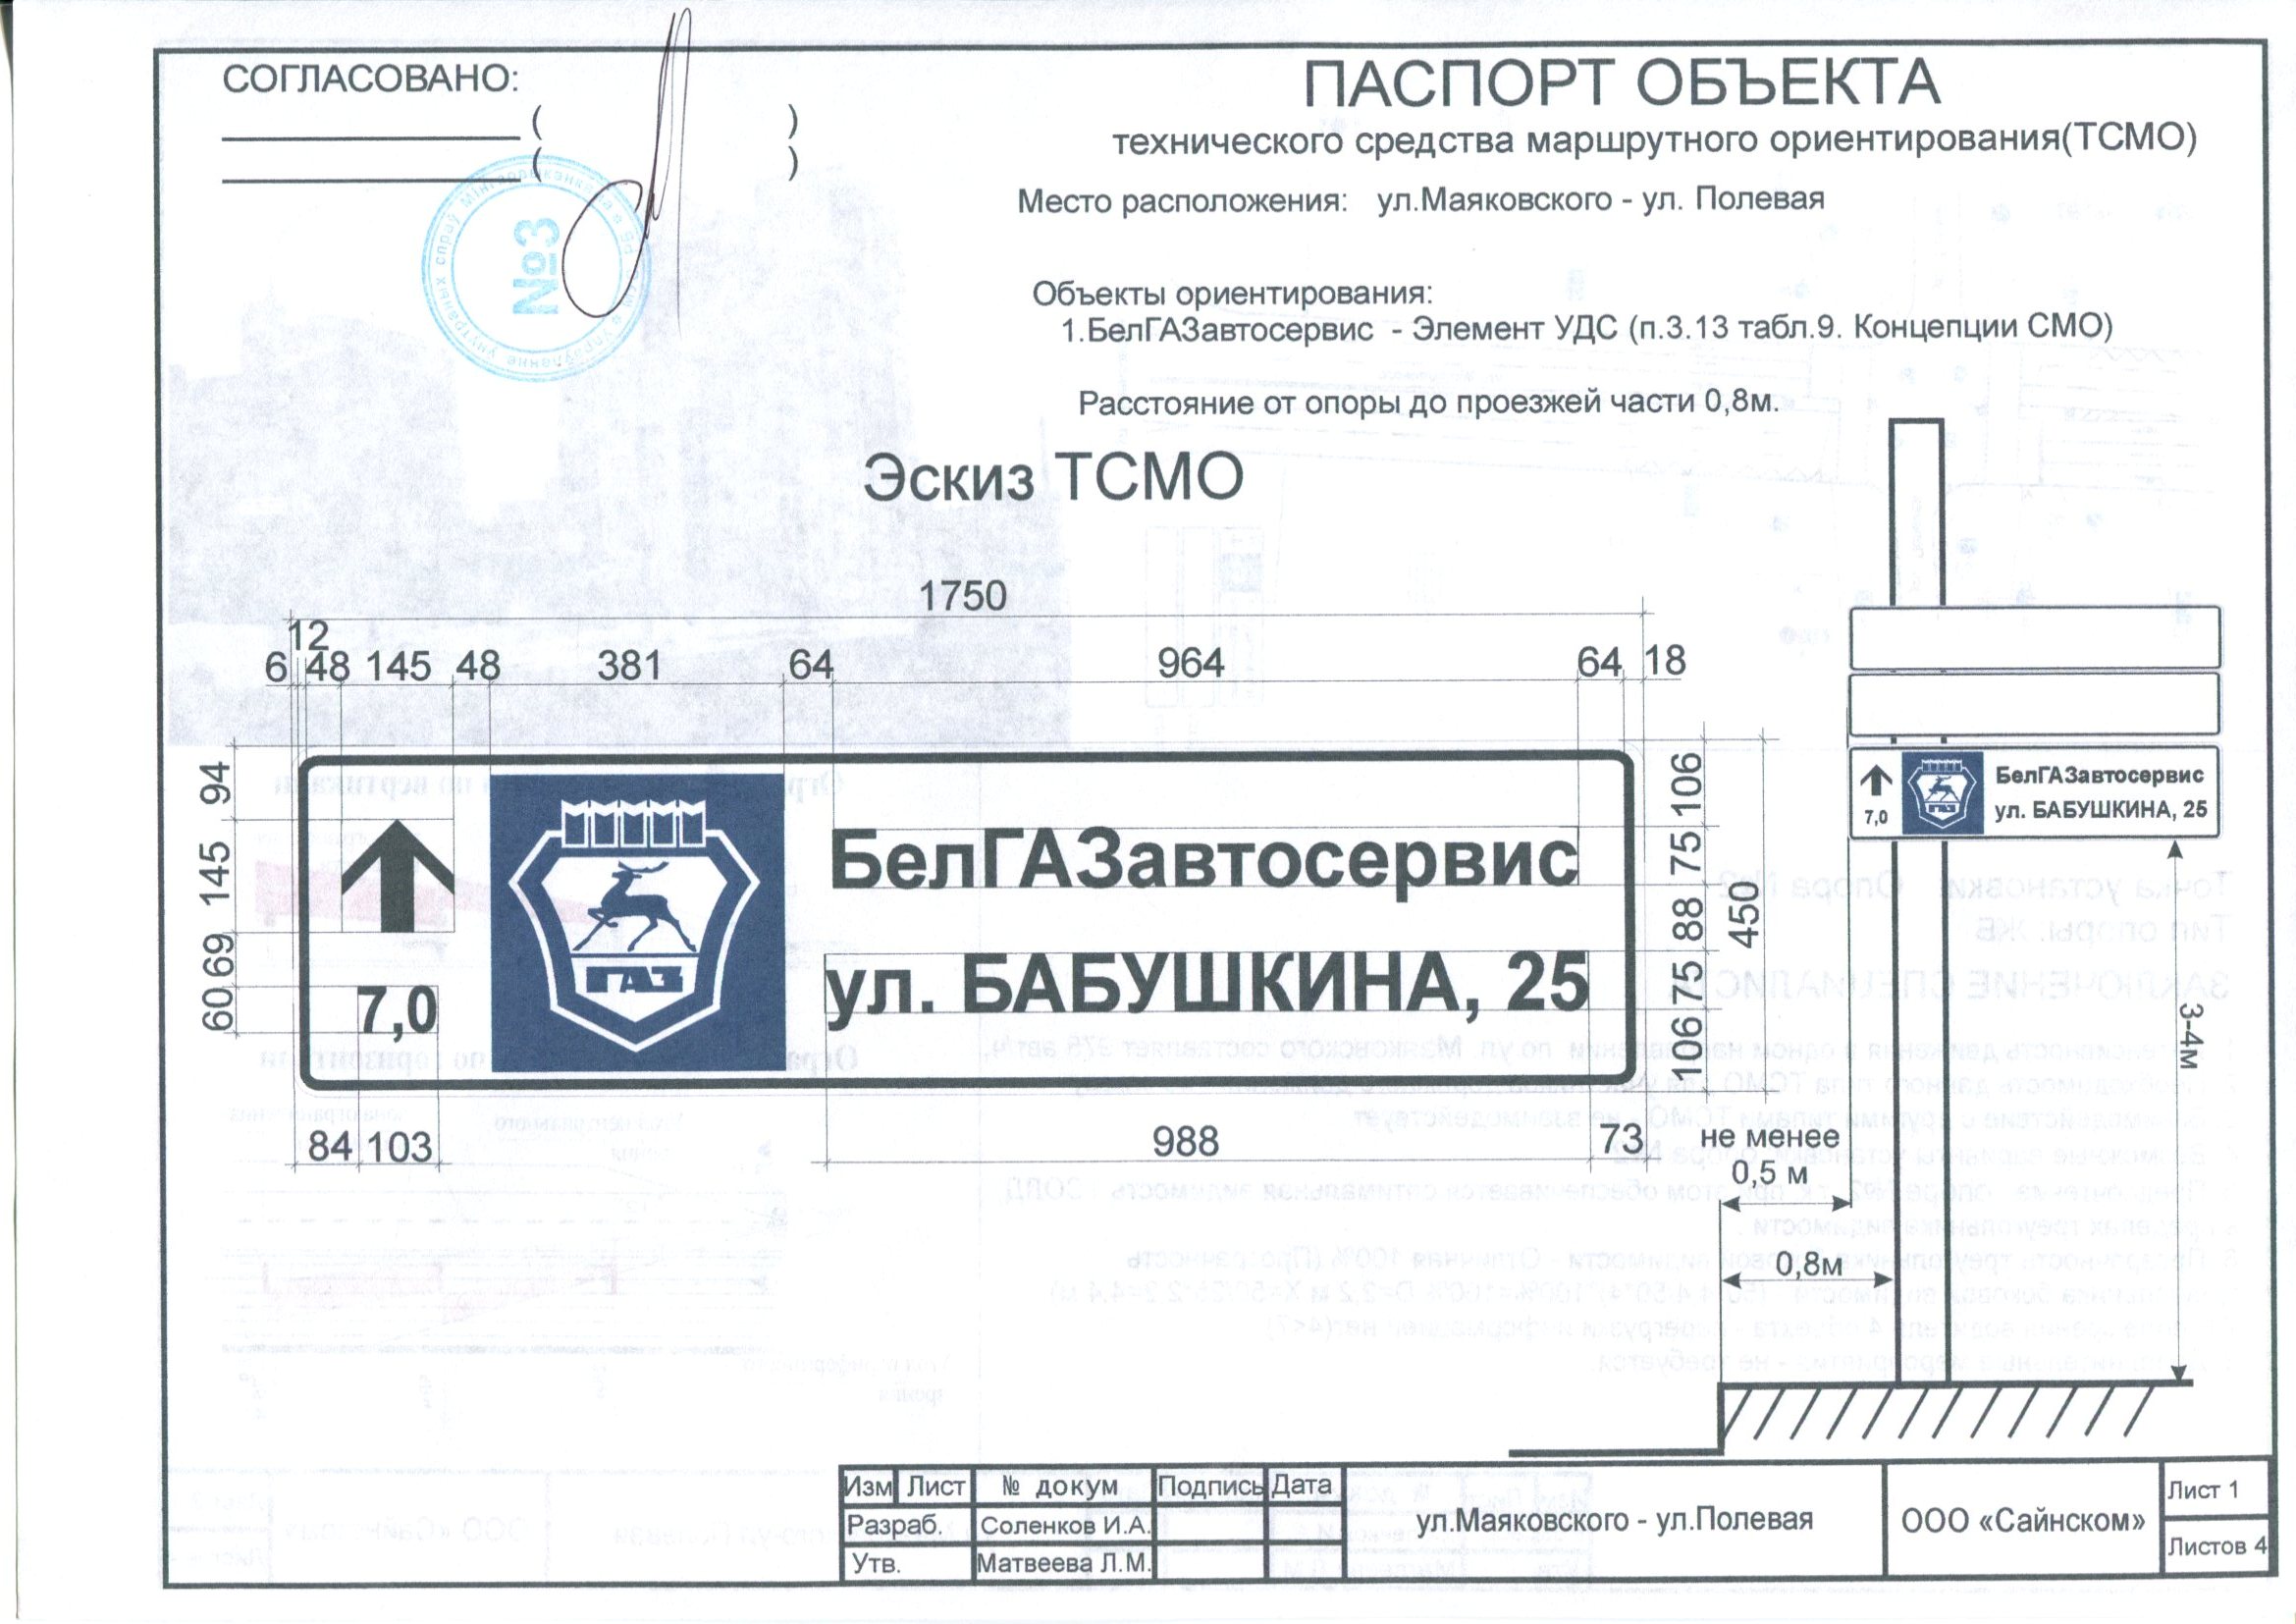 СОГЛАСОВАНО:
( )
( )
№3
ПАСПОРТ ОБЪЕКТА
технического средства маршрутного ориентирования(ТСМО)
Место расположения: ул.Маяковского - ул. Полевая
Объекты ориентирования:
1.БелГАЗавтосервис - Элемент УДС (п.3.13 табл.9. Концепции СМО)
Расстояние от опоры до проезжей части 0,8м.
Эскиз ТСМО
1750
12
6 48 145 48 381 64 964 64 18
94
145
69
60
7,0
ГАЗ
БелГАЗавтосервис
ул. БАБУШКИНА, 25
106
75
88
75
106
450
84 103 988 73
7,0
ГАЗ
БелГАЗавтосервис
ул. БАБУШКИНА, 25
3-4м
не менее
0,5 м
0,8м
Изм Лист № докум Подпись Дата
Разраб. Соленков И.А.
Утв. Матвеева Л.М.
ул.Маяковского - ул.Полевая
ООО «Сайнском»
Лист 1
Листов 4